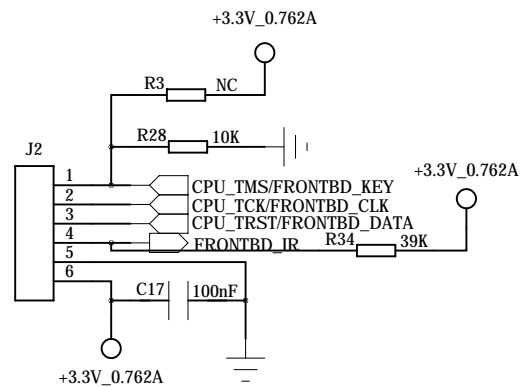 +3.3V_0.762A
R3 NC
R28 10K
J2
+3.3V_0.762A
1 CPU_TMS/FRONTBD_KEY
2 CPU_TCK/FRONTBD_CLK
3 CPU_TRST/FRONTBD_DATA
4 FRONTBD_IR R34 39K
5
6
C17 100nF
+3.3V_0.762A